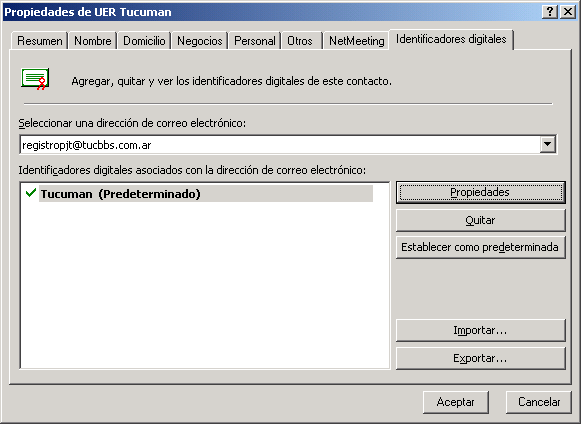 Propiedades de UER Tucuman
Resumen Nombre Domicilio Negocios Personal Otros NetMeeting Identificadores digitales
Agregar, quitar y ver los identificadores digitales de este contacto.
Seleccionar una dirección de correo electrónico:
registropjt@tucbbs.com.ar
Identificadores digitales asociados con la dirección de correo electrónico:
Tucuman (Predeterminado)
Propiedades
Quitar
Establecer como predeterminada
Importar...
Exportar...
Aceptar Cancelar